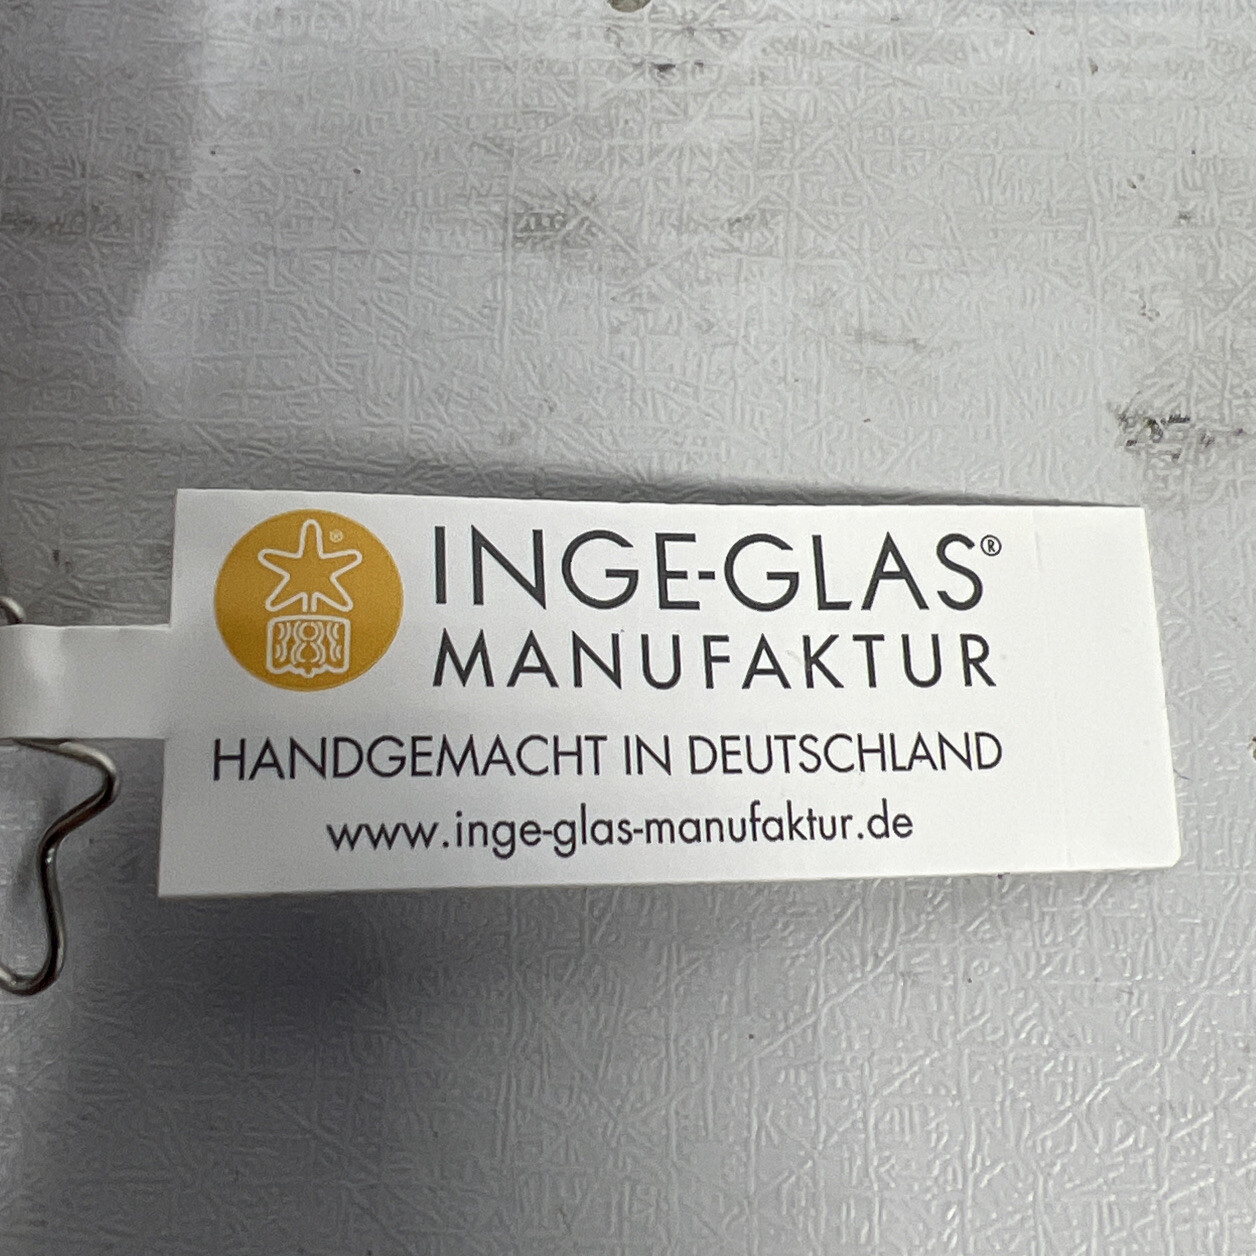 INGE-GLAS®
MANUFAKTUR
HANDGEMACHT IN DEUTSCHLAND
www.inge-glas-manufaktur.de